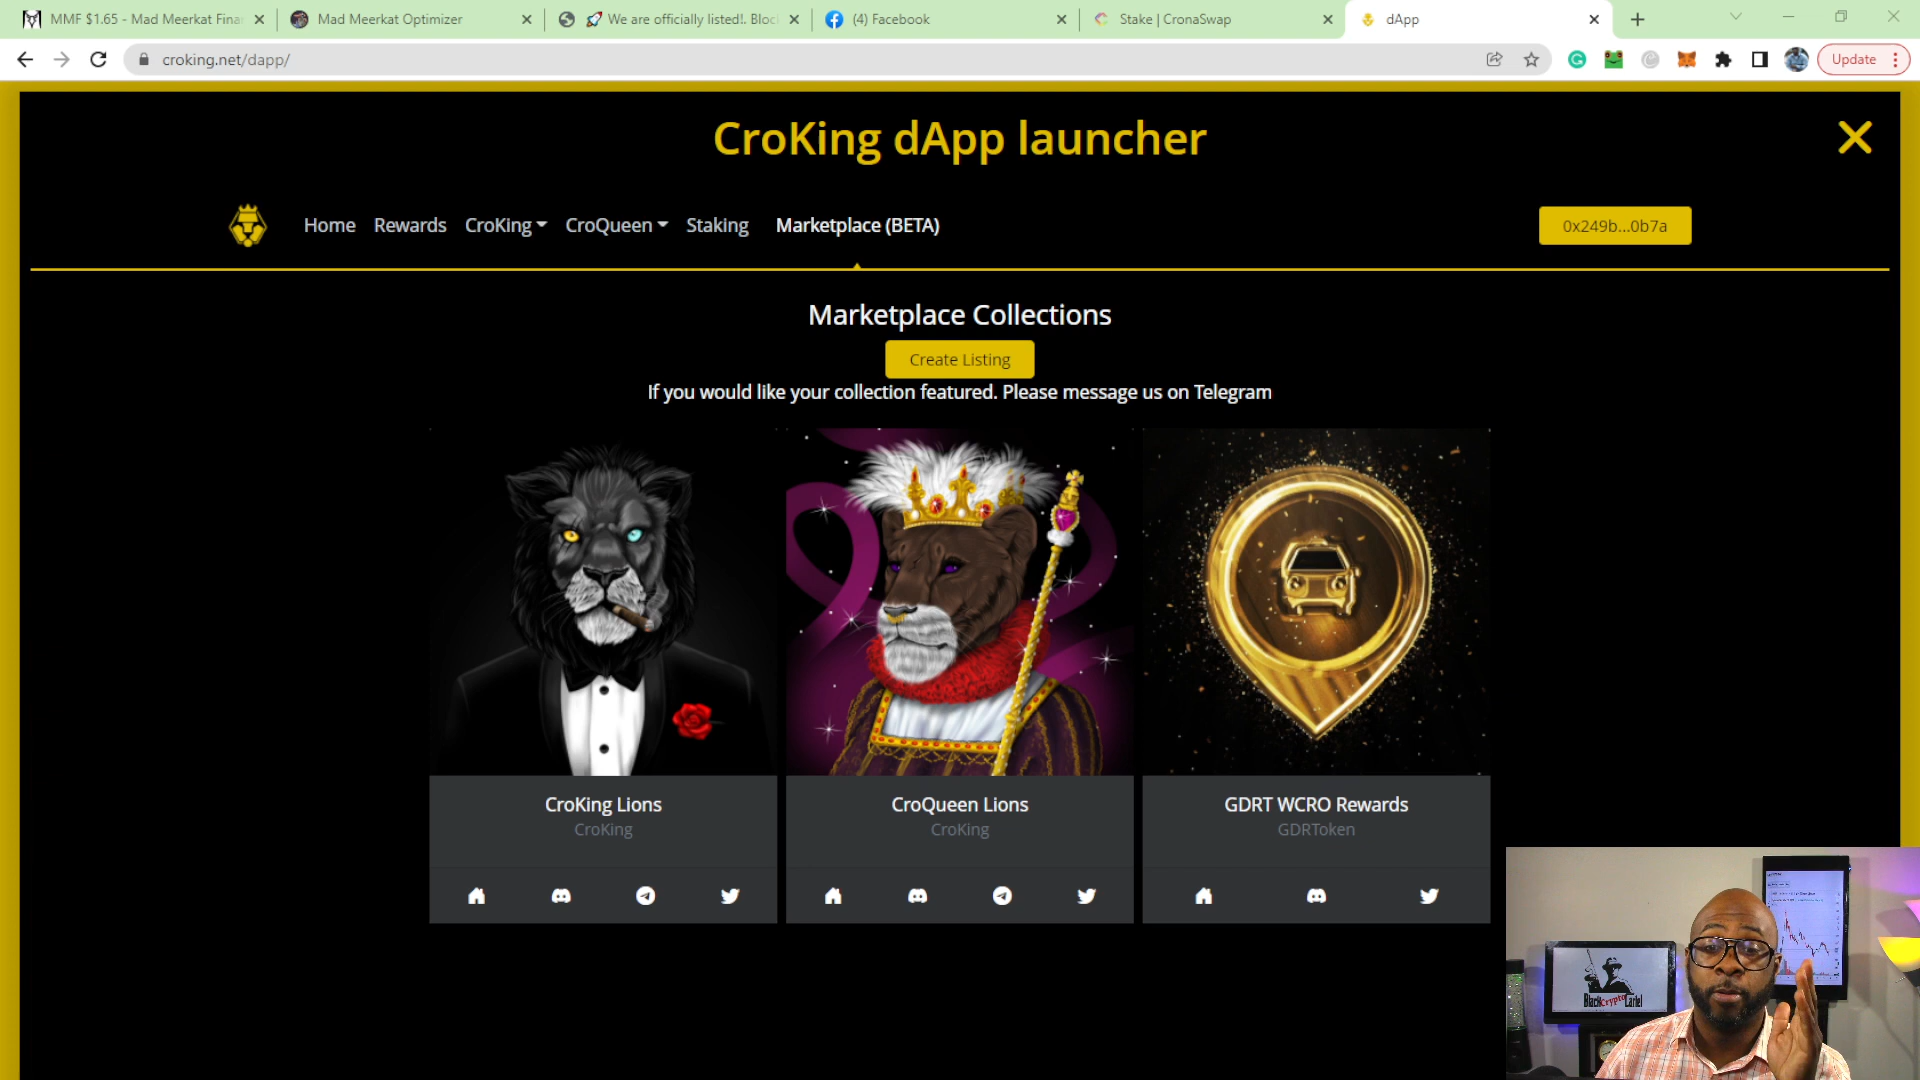 MMF $1.65 - Mad Meerkat Fina
Mad Meerkat Optimizer
🚀 We are officially listed!. Bloc
(4) Facebook
Stake | CronaSwap
dApp
croking.net/dapp/
Update
CroKing dApp launcher
Home
Rewards
CroKing
CroQueen
Staking
Marketplace (BETA)
0x249b...0b7a
Marketplace Collections
Create Listing
If you would like your collection featured. Please message us on Telegram
CroKing Lions
CroKing
CroQueen Lions
CroKing
GDRT WCRO Rewards
GDRToken
BlackCryptoCartel